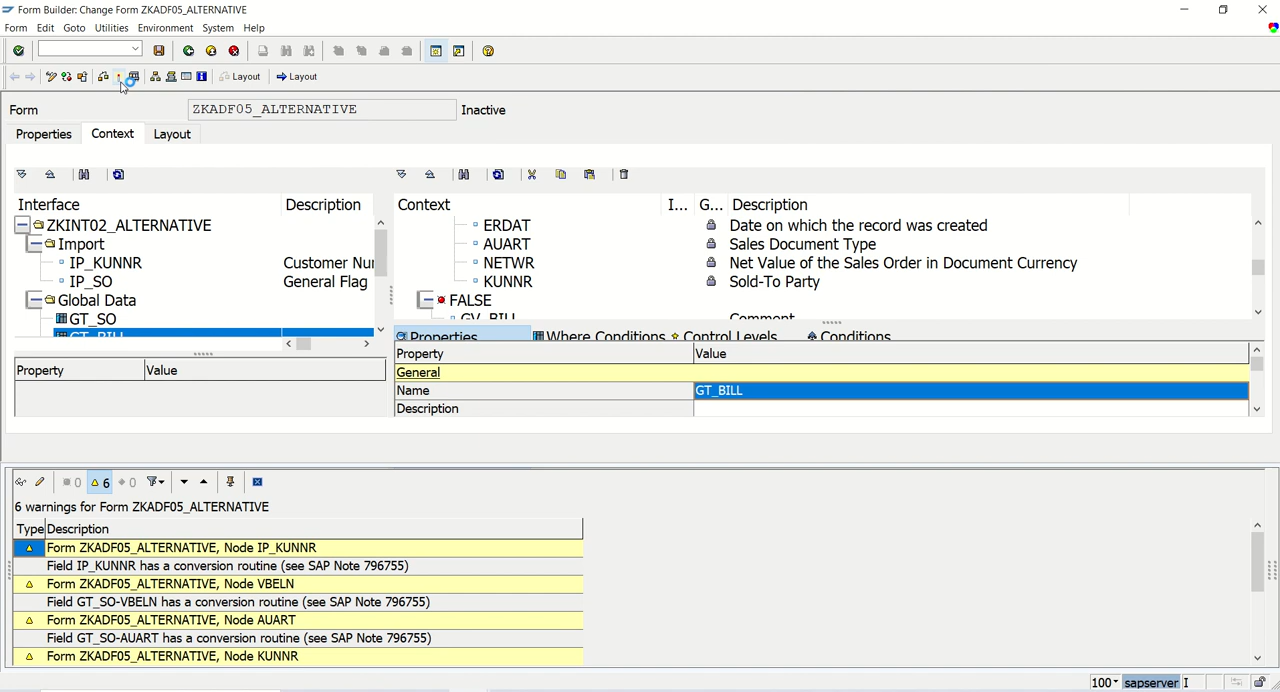 Form Builder: Change Form ZKADF05_ALTERNATIVE
Form Edit Goto Utilities Environment System Help
Layout Layout
Form ZKADF05_ALTERNATIVE Inactive
Properties Context Layout
Interface Description
ZKINT02_ALTERNATIVE
Import
IP_KUNNR Customer Nu
IP_SO General Flag
Global Data
GT_SO
GT_BILL
Property Value
Context I... G... Description
ERDAT Date on which the record was created
AUART Sales Document Type
NETWR Net Value of the Sales Order in Document Currency
KUNNR Sold-To Party
FALSE
GV_BILL Comment
Properties Where Conditions Control Levels Conditions
Property Value
General
Name GT_BILL
Description
0 6 0
6 warnings for Form ZKADF05_ALTERNATIVE
Type Description
Form ZKADF05_ALTERNATIVE, Node IP_KUNNR
Field IP_KUNNR has a conversion routine (see SAP Note 796755)
Form ZKADF05_ALTERNATIVE, Node VBELN
Field GT_SO-VBELN has a conversion routine (see SAP Note 796755)
Form ZKADF05_ALTERNATIVE, Node AUART
Field GT_SO-AUART has a conversion routine (see SAP Note 796755)
Form ZKADF05_ALTERNATIVE, Node KUNNR
100 sapserver I